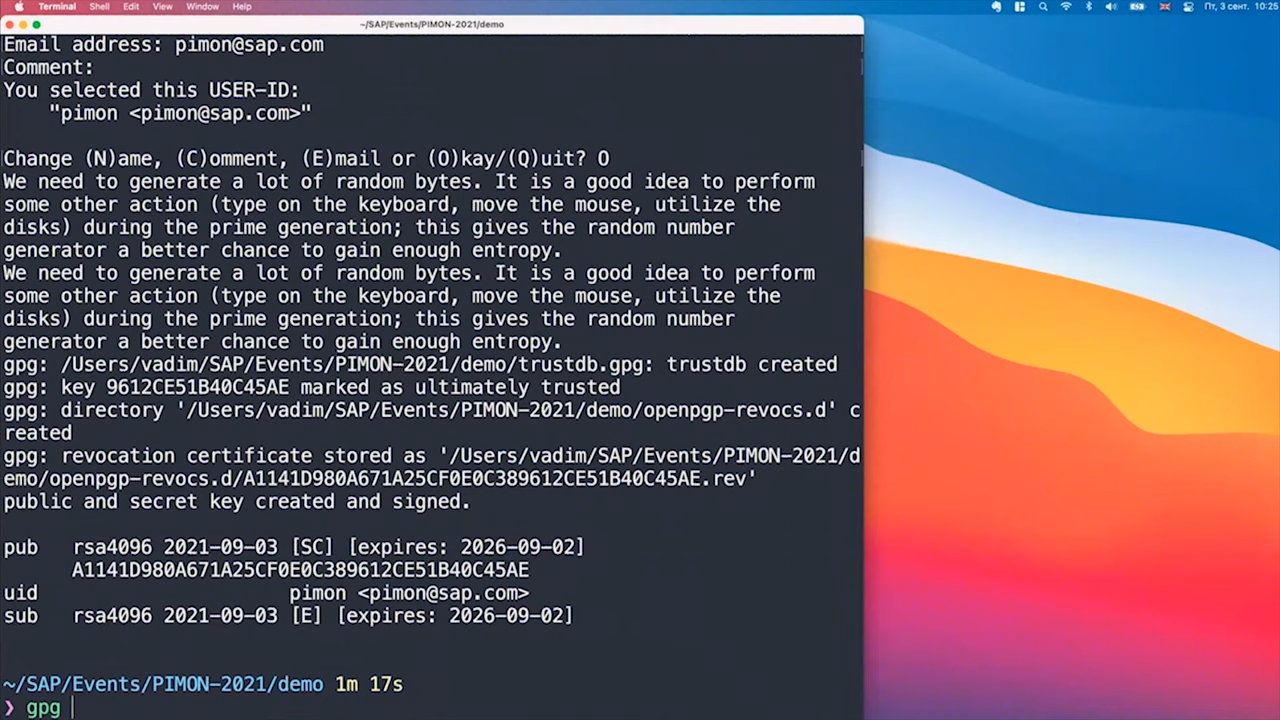 Terminal Shell Edit View Window Help
Пт, 3 сент. 10:25
~/SAP/Events/PIMON-2021/demo
Email address: pimon@sap.com
Comment:
You selected this USER-ID:
"pimon <pimon@sap.com>"
Change (N)ame, (C)omment, (E)mail or (O)kay/(Q)uit? O
We need to generate a lot of random bytes. It is a good idea to perform
some other action (type on the keyboard, move the mouse, utilize the
disks) during the prime generation; this gives the random number
generator a better chance to gain enough entropy.
We need to generate a lot of random bytes. It is a good idea to perform
some other action (type on the keyboard, move the mouse, utilize the
disks) during the prime generation; this gives the random number
generator a better chance to gain enough entropy.
gpg: /Users/vadim/SAP/Events/PIMON-2021/demo/trustdb.gpg: trustdb created
gpg: key 9612CE51B40C45AE marked as ultimately trusted
gpg: directory '/Users/vadim/SAP/Events/PIMON-2021/demo/openpgp-revocs.d' c
reated
gpg: revocation certificate stored as '/Users/vadim/SAP/Events/PIMON-2021/d
emo/openpgp-revocs.d/A1141D980A671A25CF0E0C389612CE51B40C45AE.rev'
public and secret key created and signed.
pub rsa4096 2021-09-03 [SC] [expires: 2026-09-02]
A1141D980A671A25CF0E0C389612CE51B40C45AE
uid pimon <pimon@sap.com>
sub rsa4096 2021-09-03 [E] [expires: 2026-09-02]
~/SAP/Events/PIMON-2021/demo 1m 17s
❯ gpg